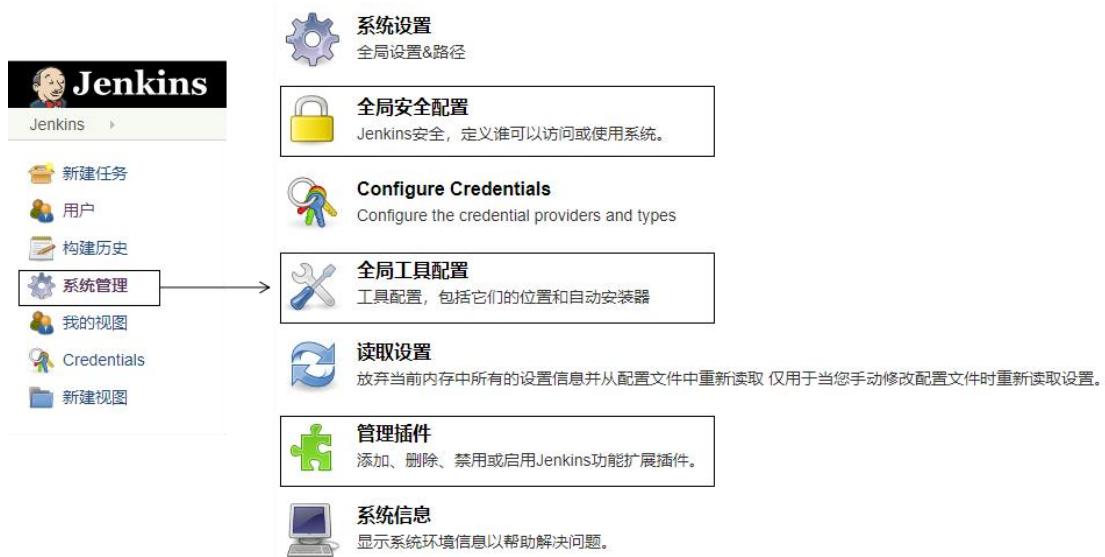 Jenkins
Jenkins
新建任务
用户
构建历史
系统管理
我的视图
Credentials
新建视图
系统设置
全局设置&路径
全局安全配置
Jenkins安全，定义谁可以访问或使用系统。
Configure Credentials
Configure the credential providers and types
全局工具配置
工具配置，包括它们的位置和自动安装器
读取设置
放弃当前内存中所有的设置信息并从配置文件中重新读取 仅用于当您手动修改配置文件时重新读取设置。
管理插件
添加、删除、禁用或启用Jenkins功能扩展插件。
系统信息
显示系统环境信息以帮助解决问题。